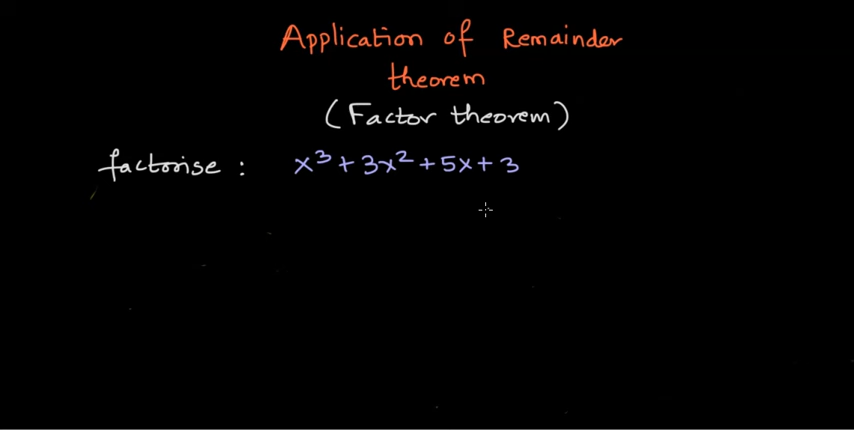 Application of Remainder
theorem
(Factor theorem)
factorise : x³ + 3x² + 5x + 3